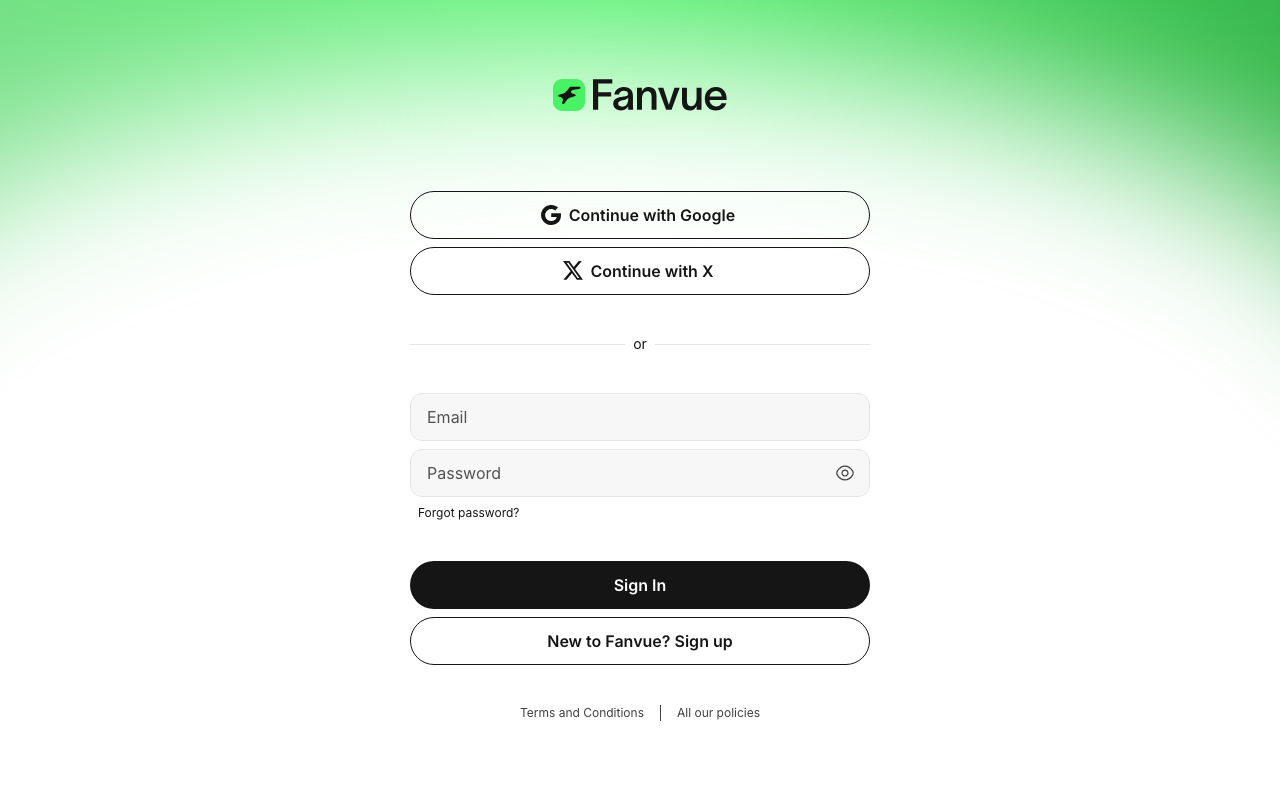 Fanvue
Continue with Google
Continue with X
or
Email
Password
Forgot password?
Sign In
New to Fanvue? Sign up
Terms and Conditions
All our policies